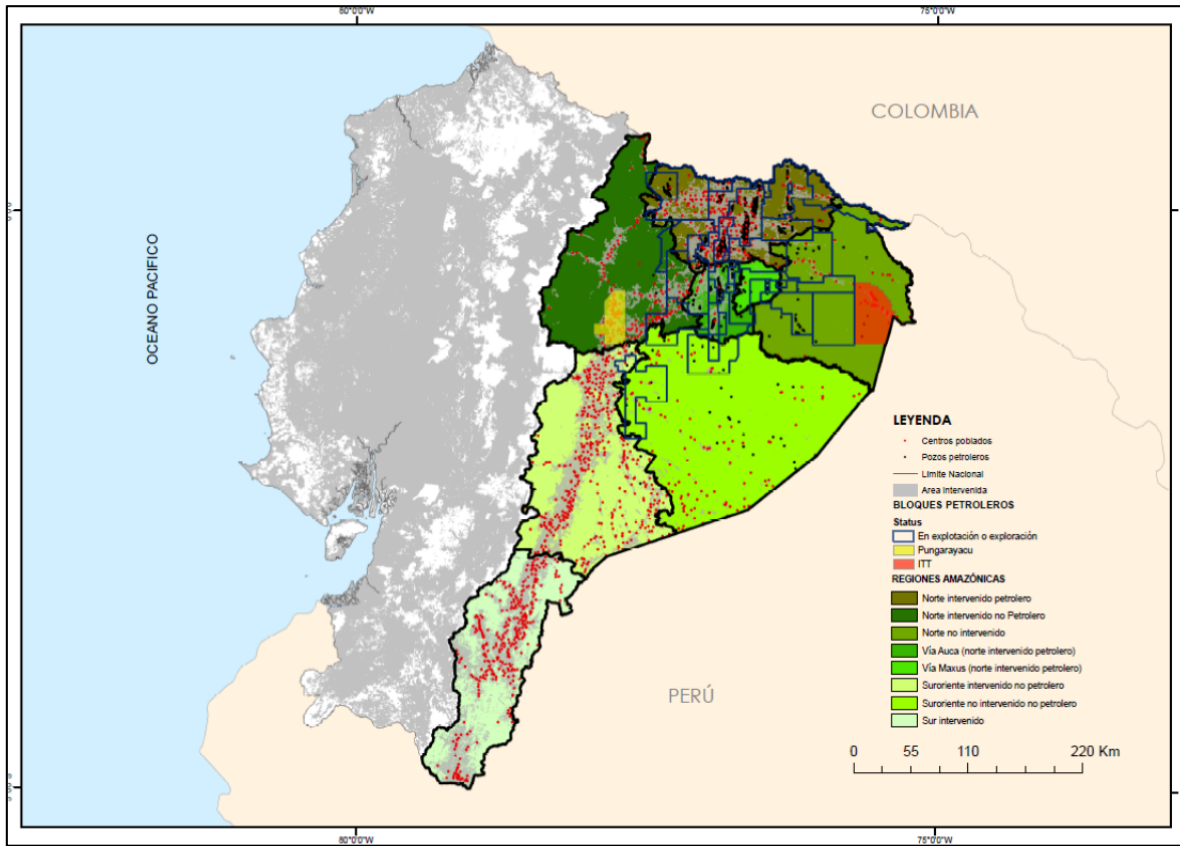 80°0'0"W
75°0'0"W
COLOMBIA
OCEANO PACIFICO
PERÚ
LEYENDA
Centros poblados
Pozos petroleros
Límite Nacional
Area intervenida
BLOQUES PETROLEROS
Status
En explotación o exploración
Pungarayacu
ITT
REGIONES AMAZÓNICAS
Norte intervenido petrolero
Norte intervenido no Petrolero
Norte no intervenido
Vía Auca (norte intervenido petrolero)
Vía Maxus (norte intervenido petrolero)
Suroriente intervenido no petrolero
Suroriente no intervenido no petrolero
Sur intervenido
0 55 110 220 Km
80°0'0"W
75°0'0"W